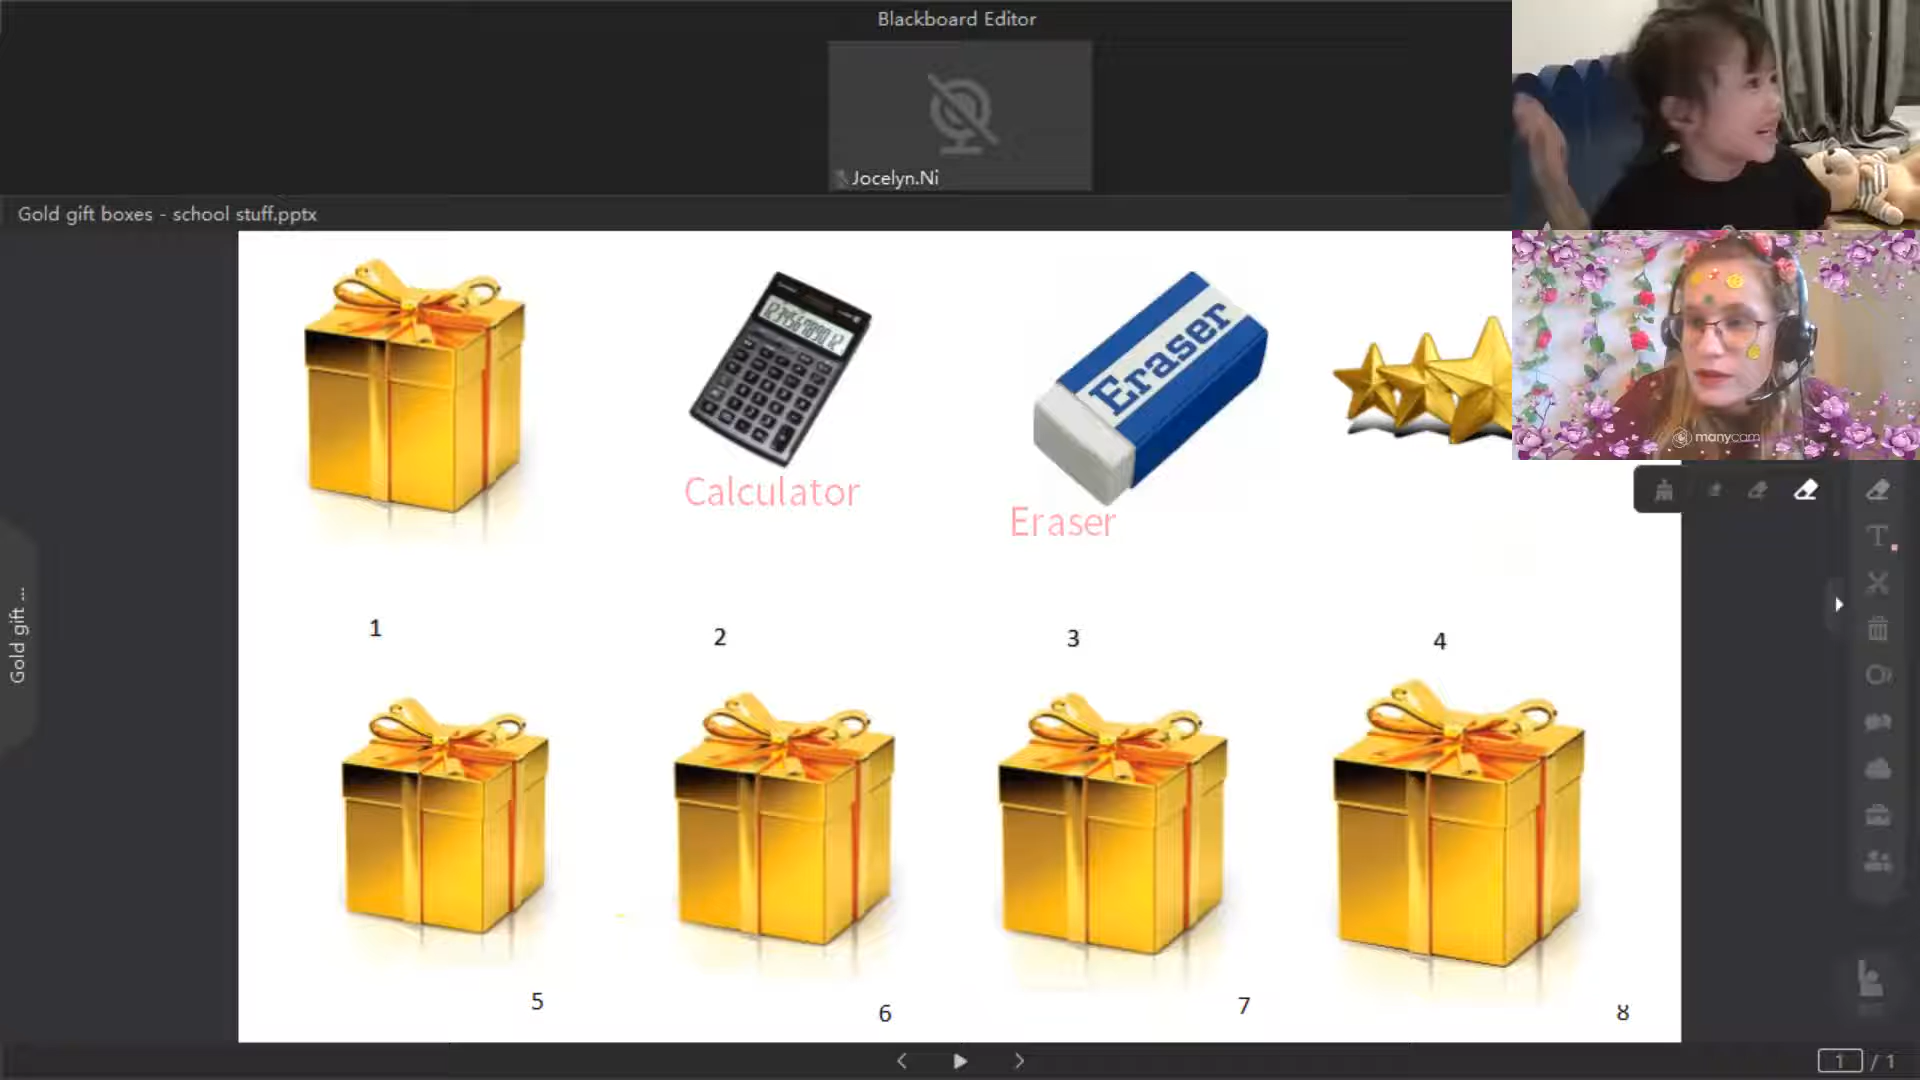 Blackboard Editor
Jocelyn.Ni
Gold gift boxes - school stuff.pptx
Eraser
manycam
Calculator
Eraser
Gold gift ...
1
2
3
4
5
6
7
8
1 / 1